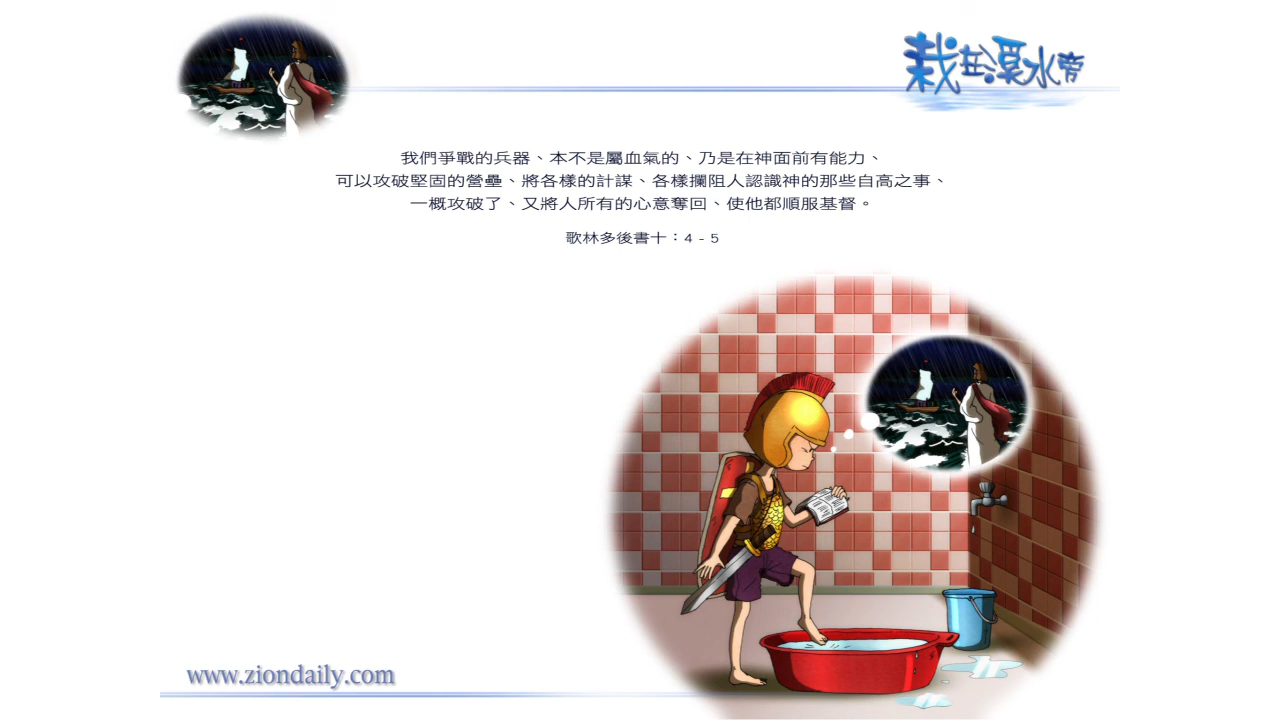 栽在溪水旁
我們爭戰的兵器、本不是屬血氣的、乃是在神面前有能力、
可以攻破堅固的營壘、將各樣的計謀、各樣攔阻人認識神的那些自高之事、
一概攻破了、又將人所有的心意奪回、使他都順服基督。
歌林多後書十：4 - 5
www.ziondaily.com